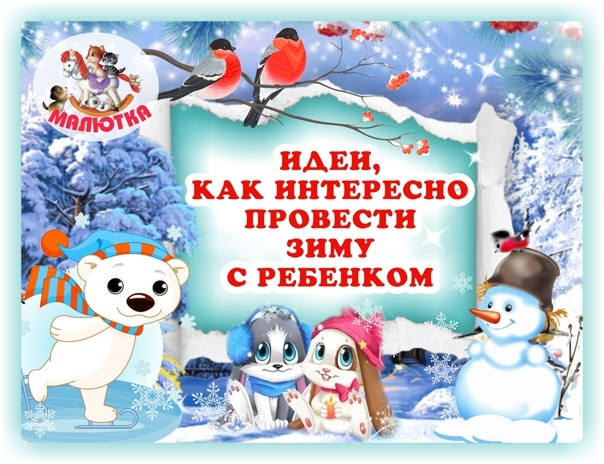 МАЛЮТКА
ИДЕИ,
КАК ИНТЕРЕСНО
ПРОВЕСТИ
ЗИМУ
С РЕБЕНКОМ